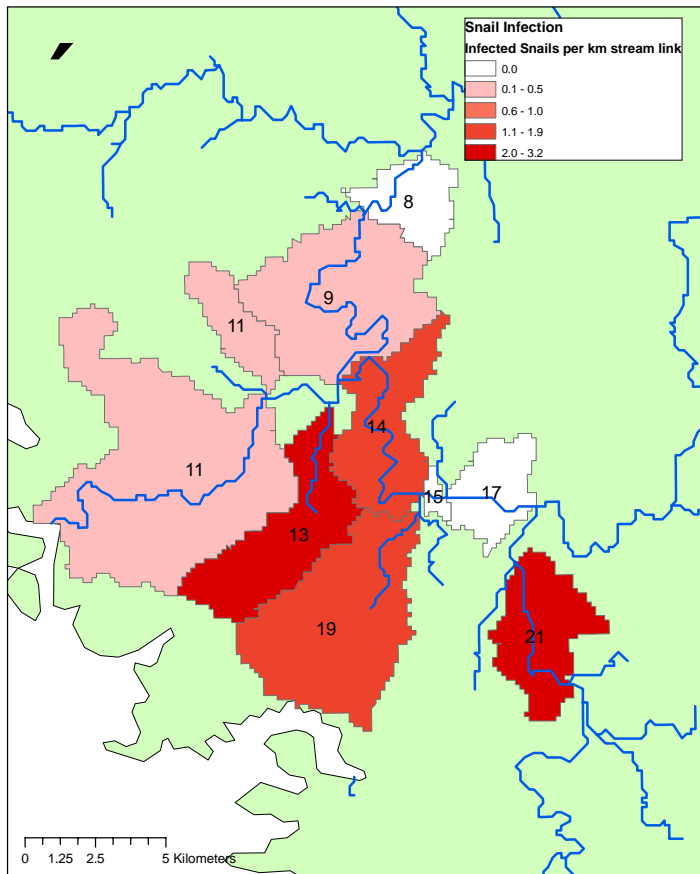 Snail Infection
Infected Snails per km stream link
0.0
0.1 - 0.5
0.6 - 1.0
1.1 - 1.9
2.0 - 3.2
8
9
11
14
11
15
17
13
19
21
0 1.25 2.5 5 Kilometers